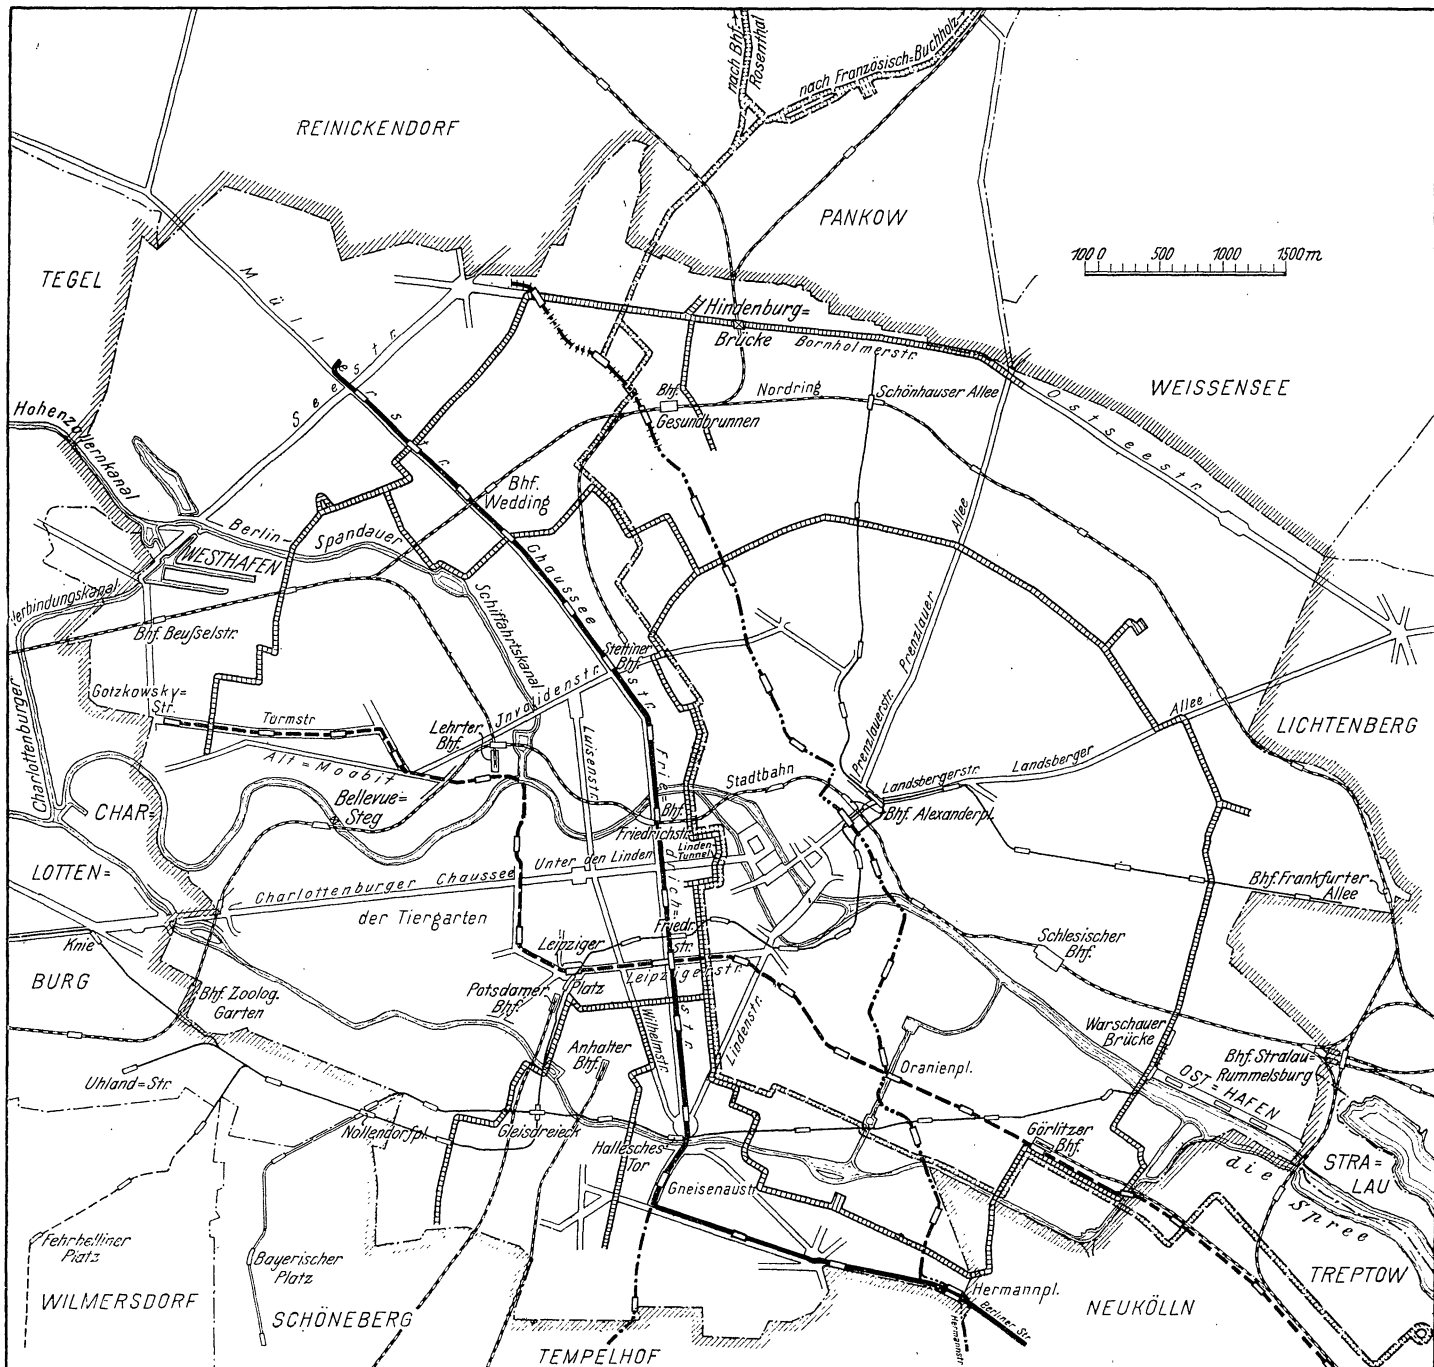 nach Bhf.
Rosenthal
nach Französisch=Buchholz
REINICKENDORF
PANKOW
100 0 500 1000 1500 m
TEGEL
Müllerstr.
Seestr.
Hindenburg=
Brücke
Bornholmerstr.
WEISSENSEE
Nordring
Schönhauser Allee
Bhf.
Gesundbrunnen
Ostseestr.
Hohenzollernkanal
Bhf.
Wedding
Berlin-
Spandauer
Schiffahrtskanal
WESTHAFEN
Chausseestr.
Prenzlauer Allee
Verbindungskanal
Bhf. Beußelstr.
Stettiner
Bhf.
Charlottenburger
Gotzkowsky=
Str.
Turmstr
Jnvalidenstr.
Lehrter
Bhf.
Luisenstr.
Alt=Moabit
Bellevue=
Steg
Prenzlauerstr.
Landsberger
Allee
Landsbergerstr.
LICHTENBERG
Stadtbahn
Bhf. Alexanderpl.
CHAR=
LOTTEN=
BURG
Bhf.
Friedrichstr.
Linden-
Tunnel
Unter den Linden
Friedrich=
str.
Charlottenburger Chaussee
der Tiergarten
Bhf. Frankfurter
Allee
Knie
Friedr.
str.
Leipziger
Platz
Leipzigerstr.
Schlesischer
Bhf.
Potsdamer
Bhf.
Bhf. Zoolog.
Garten
Wilhelmstr.
Lindenstr.
Warschauer
Brücke
Anhalter
Bhf.
Oranienpl.
Bhf. Stralau=
Rummelsburg
OST=HAFEN
Uhland=Str.
Nollendorfpl.
Gleisdreieck
Hallesches
Tor
Görlitzer
Bhf.
die Spree
STRA=
LAU
Gneisenaustr.
Fehrbelliner
Platz
Bayerischer
Platz
WILMERSDORF
SCHÖNEBERG
TEMPELHOF
Hermannpl.
Berliner Str.
Hermannstr.
NEUKÖLLN
TREPTOW